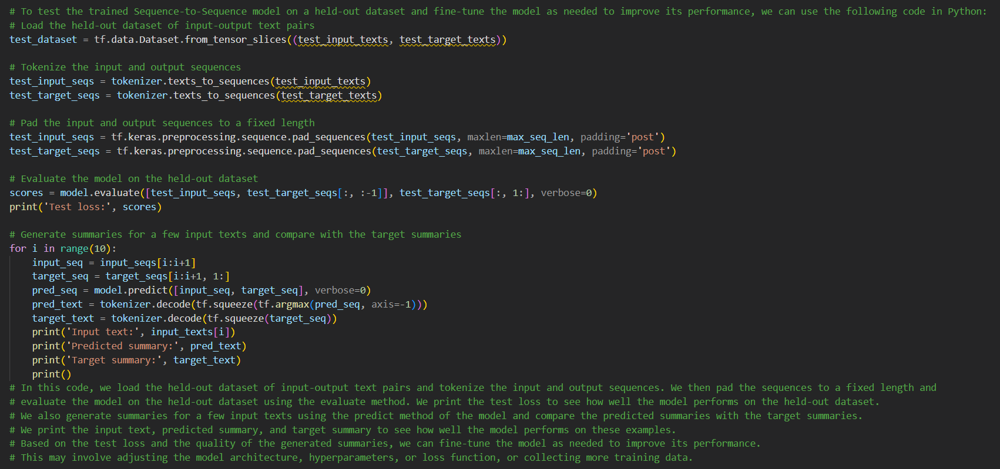 # To test the trained Sequence-to-Sequence model on a held-out dataset and fine-tune the model as needed to improve its performance, we can use the following code in Python:
# Load the held-out dataset of input-output text pairs
test_dataset = tf.data.Dataset.from_tensor_slices((test_input_texts, test_target_texts))

# Tokenize the input and output sequences
test_input_seqs = tokenizer.texts_to_sequences(test_input_texts)
test_target_seqs = tokenizer.texts_to_sequences(test_target_texts)

# Pad the input and output sequences to a fixed length
test_input_seqs = tf.keras.preprocessing.sequence.pad_sequences(test_input_seqs, maxlen=max_seq_len, padding='post')
test_target_seqs = tf.keras.preprocessing.sequence.pad_sequences(test_target_seqs, maxlen=max_seq_len, padding='post')

# Evaluate the model on the held-out dataset
scores = model.evaluate([test_input_seqs, test_target_seqs[:, :-1]], test_target_seqs[:, 1:], verbose=0)
print('Test loss:', scores)

# Generate summaries for a few input texts and compare with the target summaries
for i in range(10):
    input_seq = input_seqs[i:i+1]
    target_seq = target_seqs[i:i+1, 1:]
    pred_seq = model.predict([input_seq, target_seq], verbose=0)
    pred_text = tokenizer.decode(tf.squeeze(tf.argmax(pred_seq, axis=-1)))
    target_text = tokenizer.decode(tf.squeeze(target_seq))
    print('Input text:', input_texts[i])
    print('Predicted summary:', pred_text)
    print('Target summary:', target_text)
    print()
# In this code, we load the held-out dataset of input-output text pairs and tokenize the input and output sequences. We then pad the sequences to a fixed length and
# evaluate the model on the held-out dataset using the evaluate method. We print the test loss to see how well the model performs on the held-out dataset.
# We also generate summaries for a few input texts using the predict method of the model and compare the predicted summaries with the target summaries.
# We print the input text, predicted summary, and target summary to see how well the model performs on these examples.
# Based on the test loss and the quality of the generated summaries, we can fine-tune the model as needed to improve its performance.
# This may involve adjusting the model architecture, hyperparameters, or loss function, or collecting more training data.